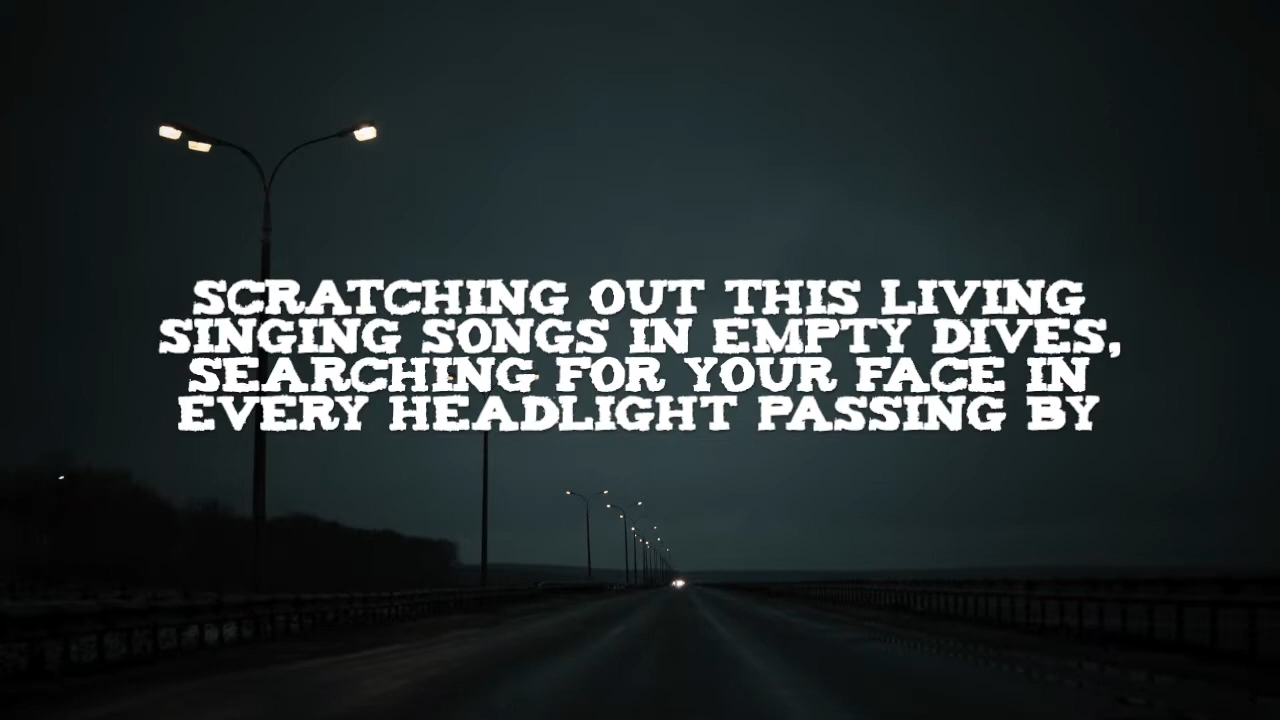 SCRATCHING OUT THIS LIVING
SINGING SONGS IN EMPTY DIVES,
SEARCHING FOR YOUR FACE IN
EVERY HEADLIGHT PASSING BY